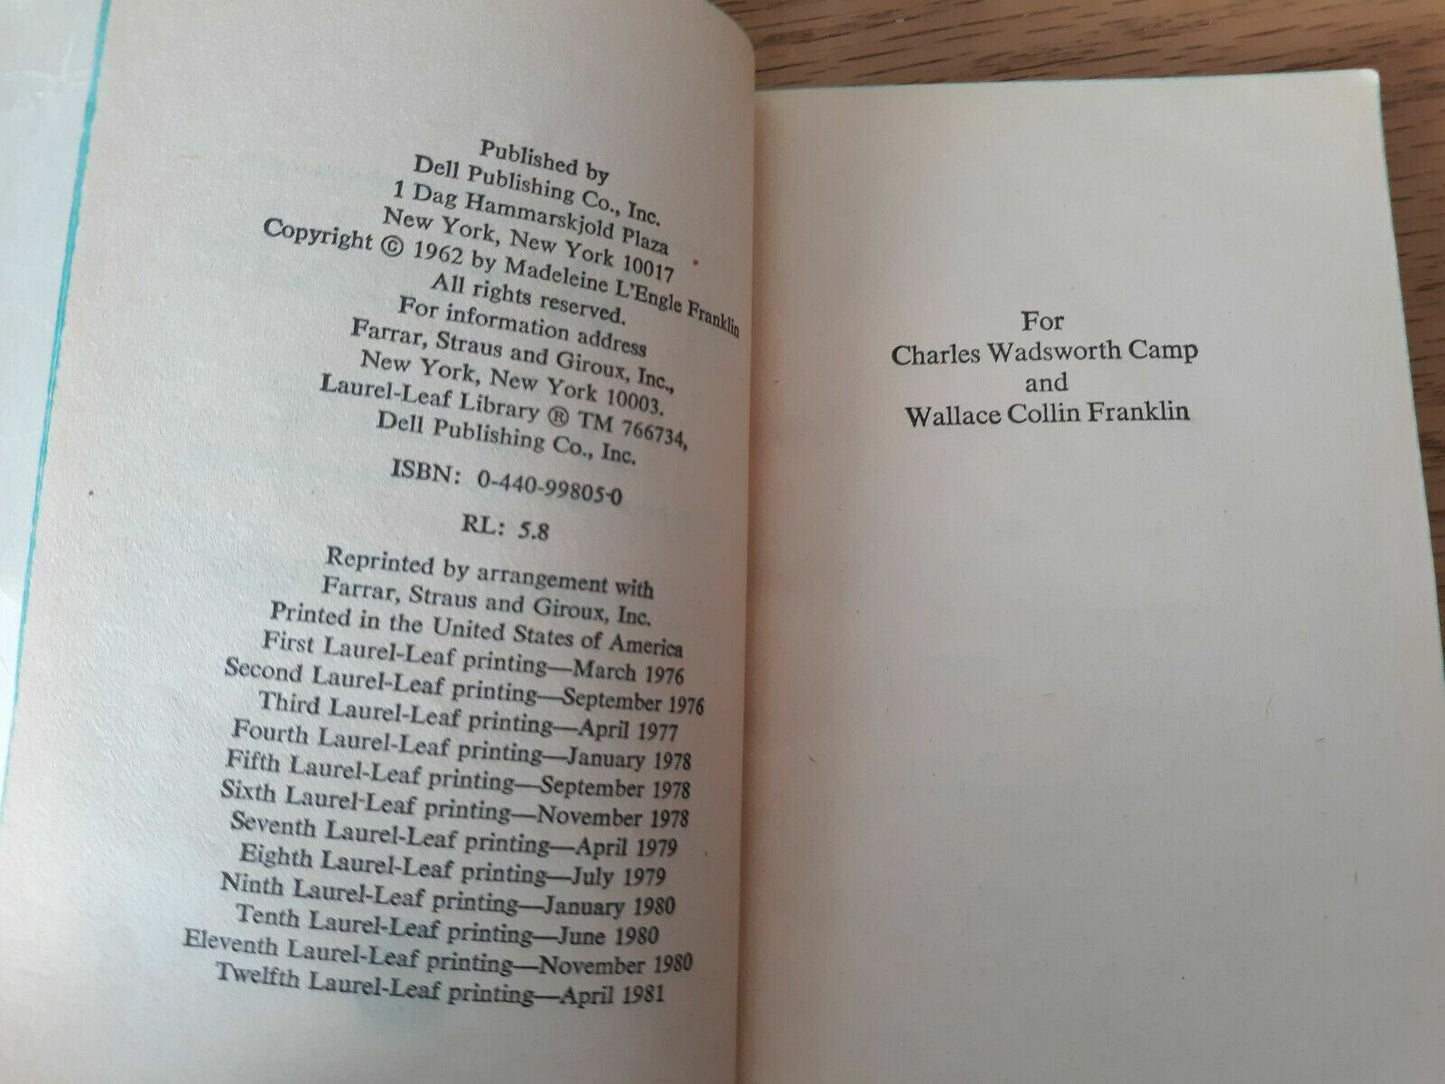 Published by
Dell Publishing Co., Inc.
1 Dag Hammarskjold Plaza
New York, New York 10017
Copyright © 1962 by Madeleine L'Engle Franklin
All rights reserved.
For information address
Farrar, Straus and Giroux, Inc.,
New York, New York 10003.
Laurel-Leaf Library ® TM 766734,
Dell Publishing Co., Inc.
ISBN: 0-440-99805-0
RL: 5.8
Reprinted by arrangement with
Farrar, Straus and Giroux, Inc.
Printed in the United States of America
First Laurel-Leaf printing—March 1976
Second Laurel-Leaf printing—September 1976
Third Laurel-Leaf printing—April 1977
Fourth Laurel-Leaf printing—January 1978
Fifth Laurel-Leaf printing—September 1978
Sixth Laurel-Leaf printing—November 1978
Seventh Laurel-Leaf printing—April 1979
Eighth Laurel-Leaf printing—July 1979
Ninth Laurel-Leaf printing—January 1980
Tenth Laurel-Leaf printing—June 1980
Eleventh Laurel-Leaf printing—November 1980
Twelfth Laurel-Leaf printing—April 1981
For
Charles Wadsworth Camp
and
Wallace Collin Franklin